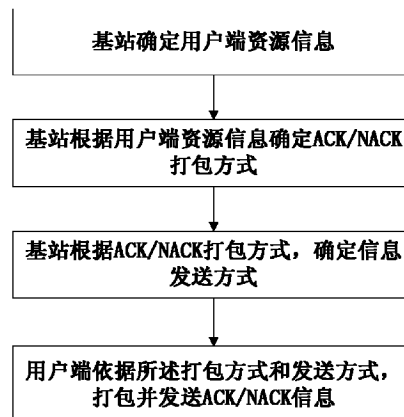 基站确定用户端资源信息
基站根据用户端资源信息确定ACK/NACK
打包方式
基站根据ACK/NACK打包方式，确定信息
发送方式
用户端依据所述打包方式和发送方式，
打包并发送ACK/NACK信息